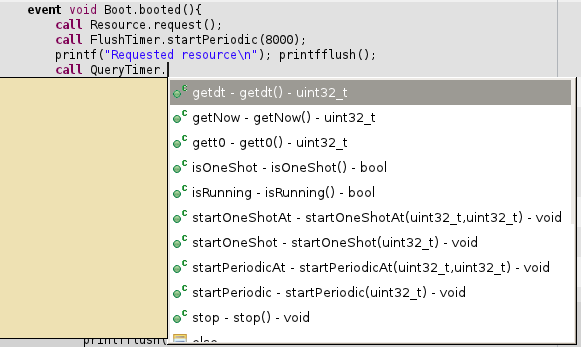 event void Boot.booted(){
call Resource.request();
call FlushTimer.startPeriodic(8000);
printf("Requested resource\n"); printfflush();
call QueryTimer.
c getdt - getdt() - uint32_t
c getNow - getNow() - uint32_t
c gett0 - gett0() - uint32_t
c isOneShot - isOneShot() - bool
c isRunning - isRunning() - bool
c startOneShotAt - startOneShotAt(uint32_t,uint32_t) - void
c startOneShot - startOneShot(uint32_t) - void
c startPeriodicAt - startPeriodicAt(uint32_t,uint32_t) - void
c startPeriodic - startPeriodic(uint32_t) - void
c stop - stop() - void
else
printfflush(